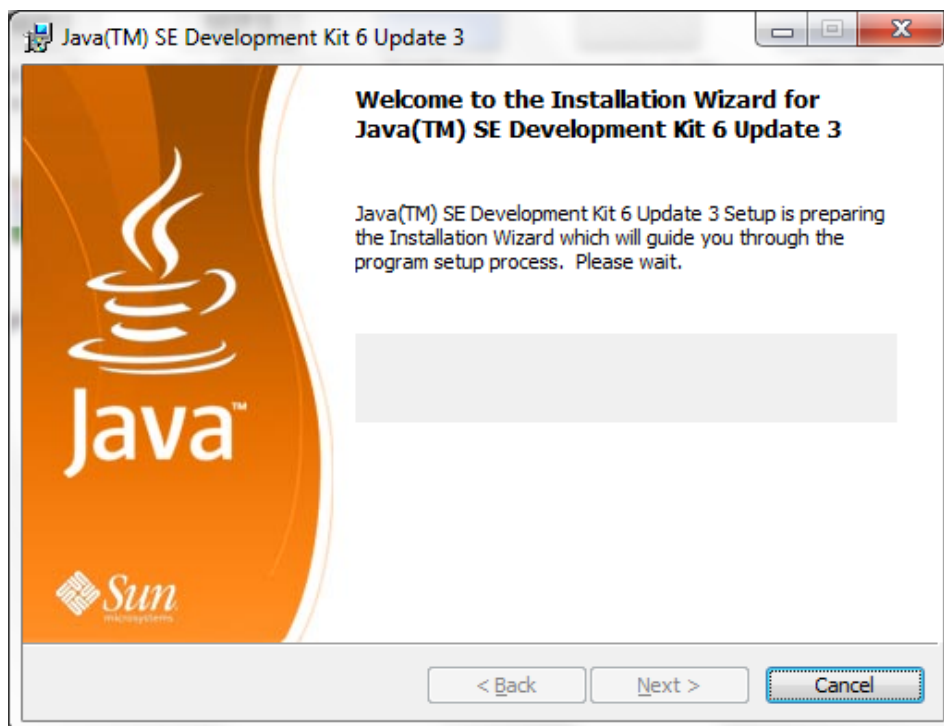 Java(TM) SE Development Kit 6 Update 3
Welcome to the Installation Wizard for
Java(TM) SE Development Kit 6 Update 3
Java(TM) SE Development Kit 6 Update 3 Setup is preparing
the Installation Wizard which will guide you through the
program setup process.  Please wait.
Java™
Sun
microsystems
< Back
Next >
Cancel